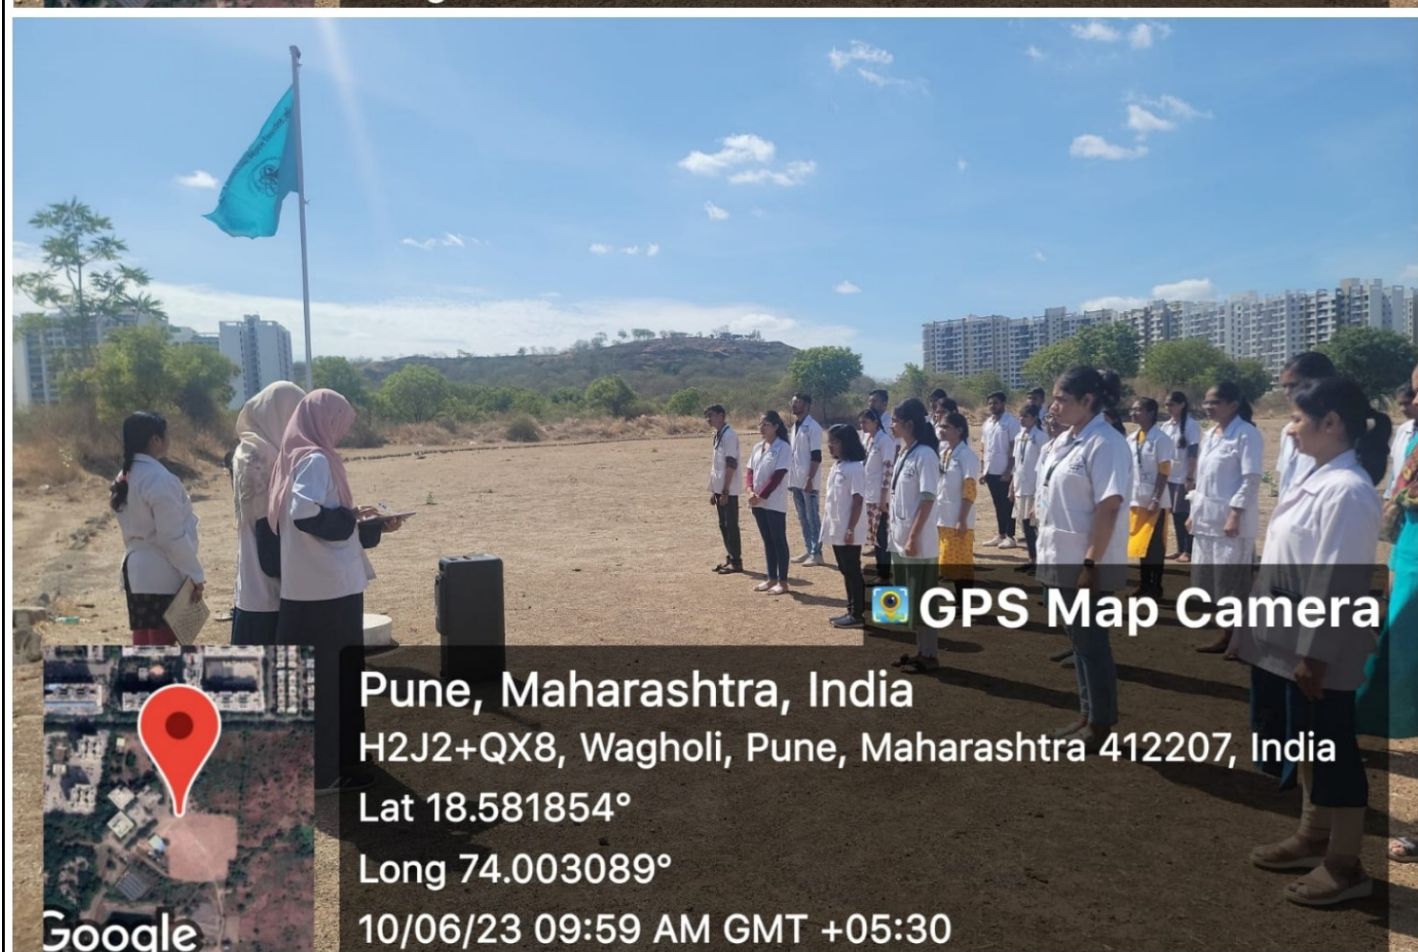 GPS Map Camera
Pune, Maharashtra, India
H2J2+QX8, Wagholi, Pune, Maharashtra 412207, India
Lat 18.581854°
Long 74.003089°
10/06/23 09:59 AM GMT +05:30
Google